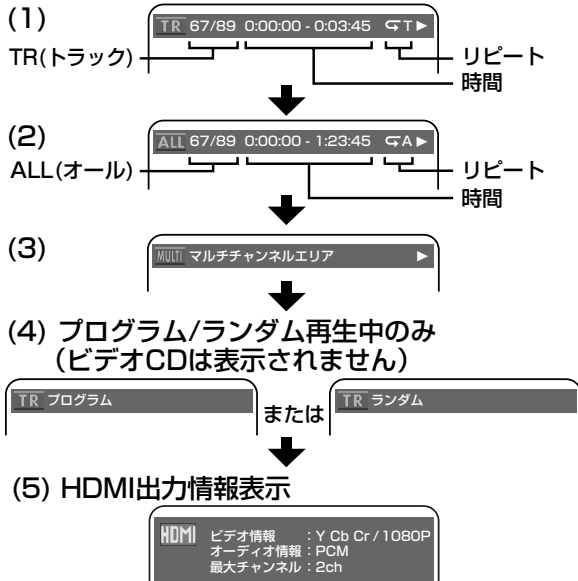 (1)
TR 67/89 0:00:00 - 0:03:45 T
TR(トラック)
リピート
時間
(2)
ALL 67/89 0:00:00 - 1:23:45 A
ALL(オール)
リピート
時間
(3)
MULTI マルチチャンネルエリア
(4) プログラム/ランダム再生中のみ
(ビデオCDは表示されません)
TR プログラム
または
TR ランダム
(5) HDMI出力情報表示
HDMI ビデオ情報 : Y Cb Cr / 1080P
オーディオ情報 : PCM
最大チャンネル : 2ch